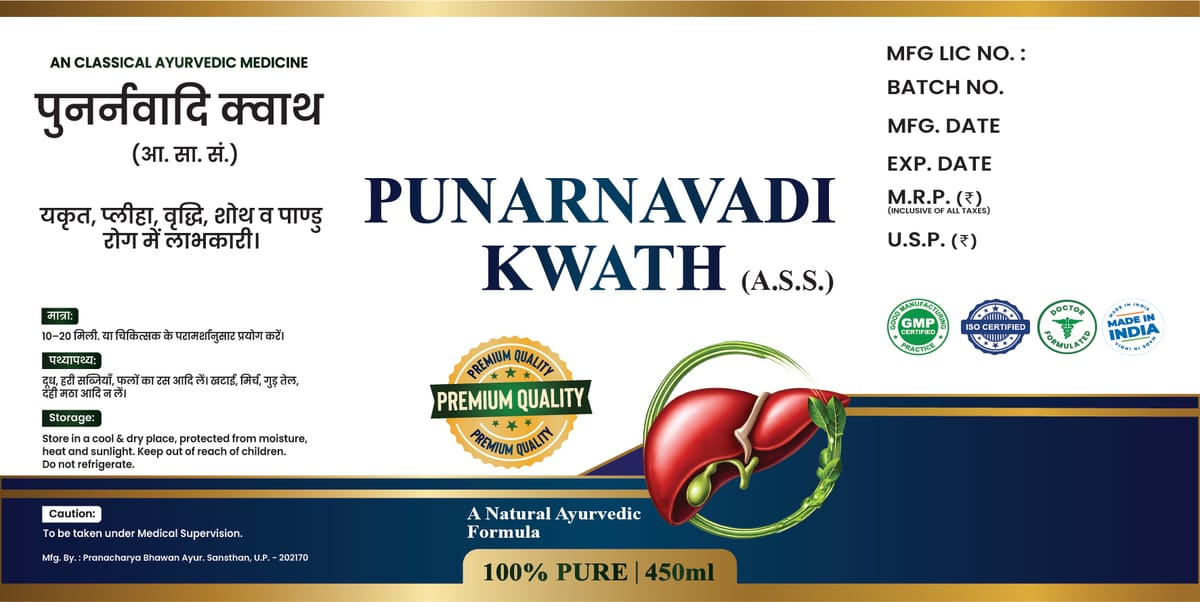 AN CLASSICAL AYURVEDIC MEDICINE
पुनर्नवादि क्वाथ
(आ. सा. सं.)
यकृत, प्लीहा, वृद्धि, शोथ व पाण्डु
रोग में लाभकारी।
मात्रा:
10-20 मिली. या चिकित्सक के परामर्शानुसार प्रयोग करें।
पथ्यापथ्य:
दूध, हरी सब्जियाँ, फलों का रस आदि लें। खटाई, मिर्च, गुड़ तेल,
दही मठा आदि न लें।
Storage:
Store in a cool & dry place, protected from moisture,
heat and sunlight. Keep out of reach of children.
Do not refrigerate.
Caution:
To be taken under Medical Supervision.
Mfg. By. : Pranacharya Bhawan Ayur. Sansthan, U.P. - 202170
PUNARNAVADI
KWATH (A.S.S.)
PREMIUM QUALITY
PREMIUM QUALITY
PREMIUM QUALITY
A Natural Ayurvedic
Formula
100% PURE | 450ml
MFG LIC NO. :
BATCH NO.
MFG. DATE
EXP. DATE
M.R.P. (₹)
(INCLUSIVE OF ALL TAXES)
U.S.P. (₹)
GOOD MANUFACTURING
GMP
CERTIFIED
PRACTICE
ISO CERTIFIED
DOCTOR
FORMULATED
MADE IN INDIA
MADE IN
INDIA